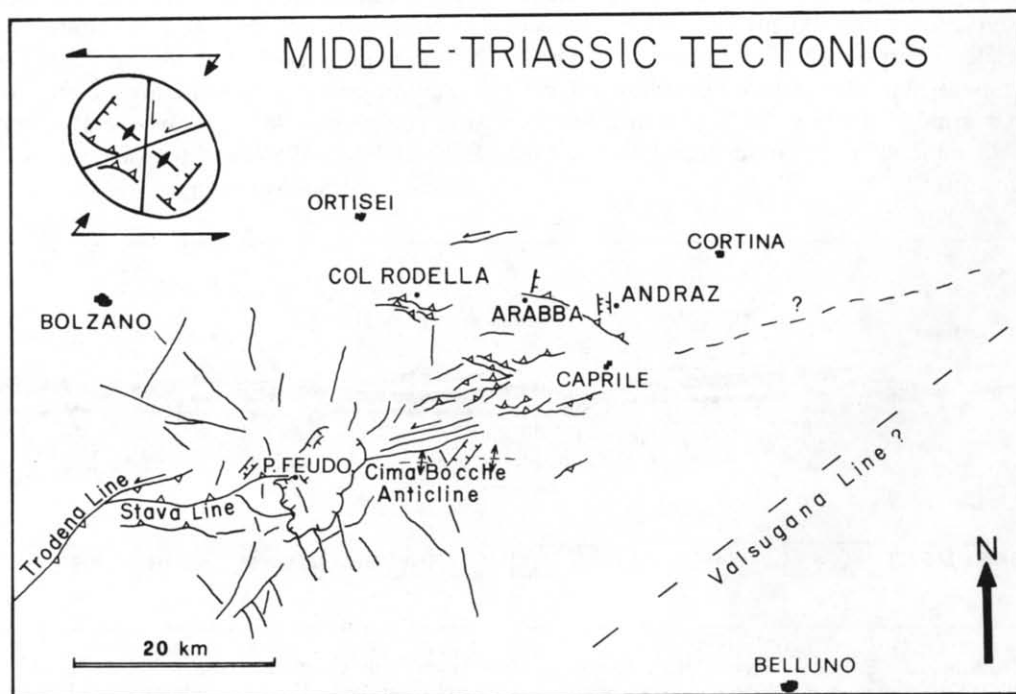 MIDDLE-TRIASSIC TECTONICS
ORTISEI
CORTINA
COL RODELLA
ANDRAZ
ARABBA
?
BOLZANO
CAPRILE
P. FEUDO
Cima Bocche
Anticline
Trodena Line
Stava Line
Valsugana Line?
N
20 km
BELLUNO